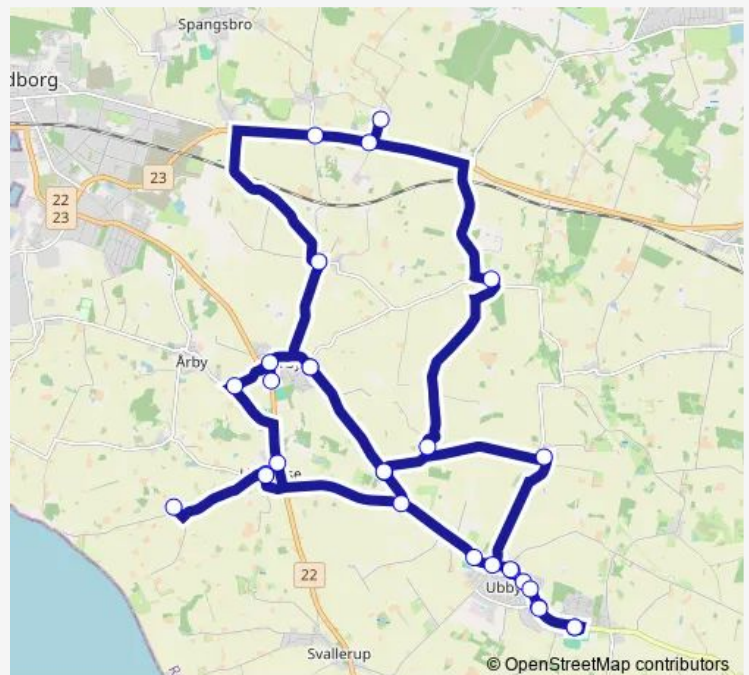 Spangsbro
dborg
23
22
23
Årby
22
Ubby
Svallerup
© OpenStreetMap contributors